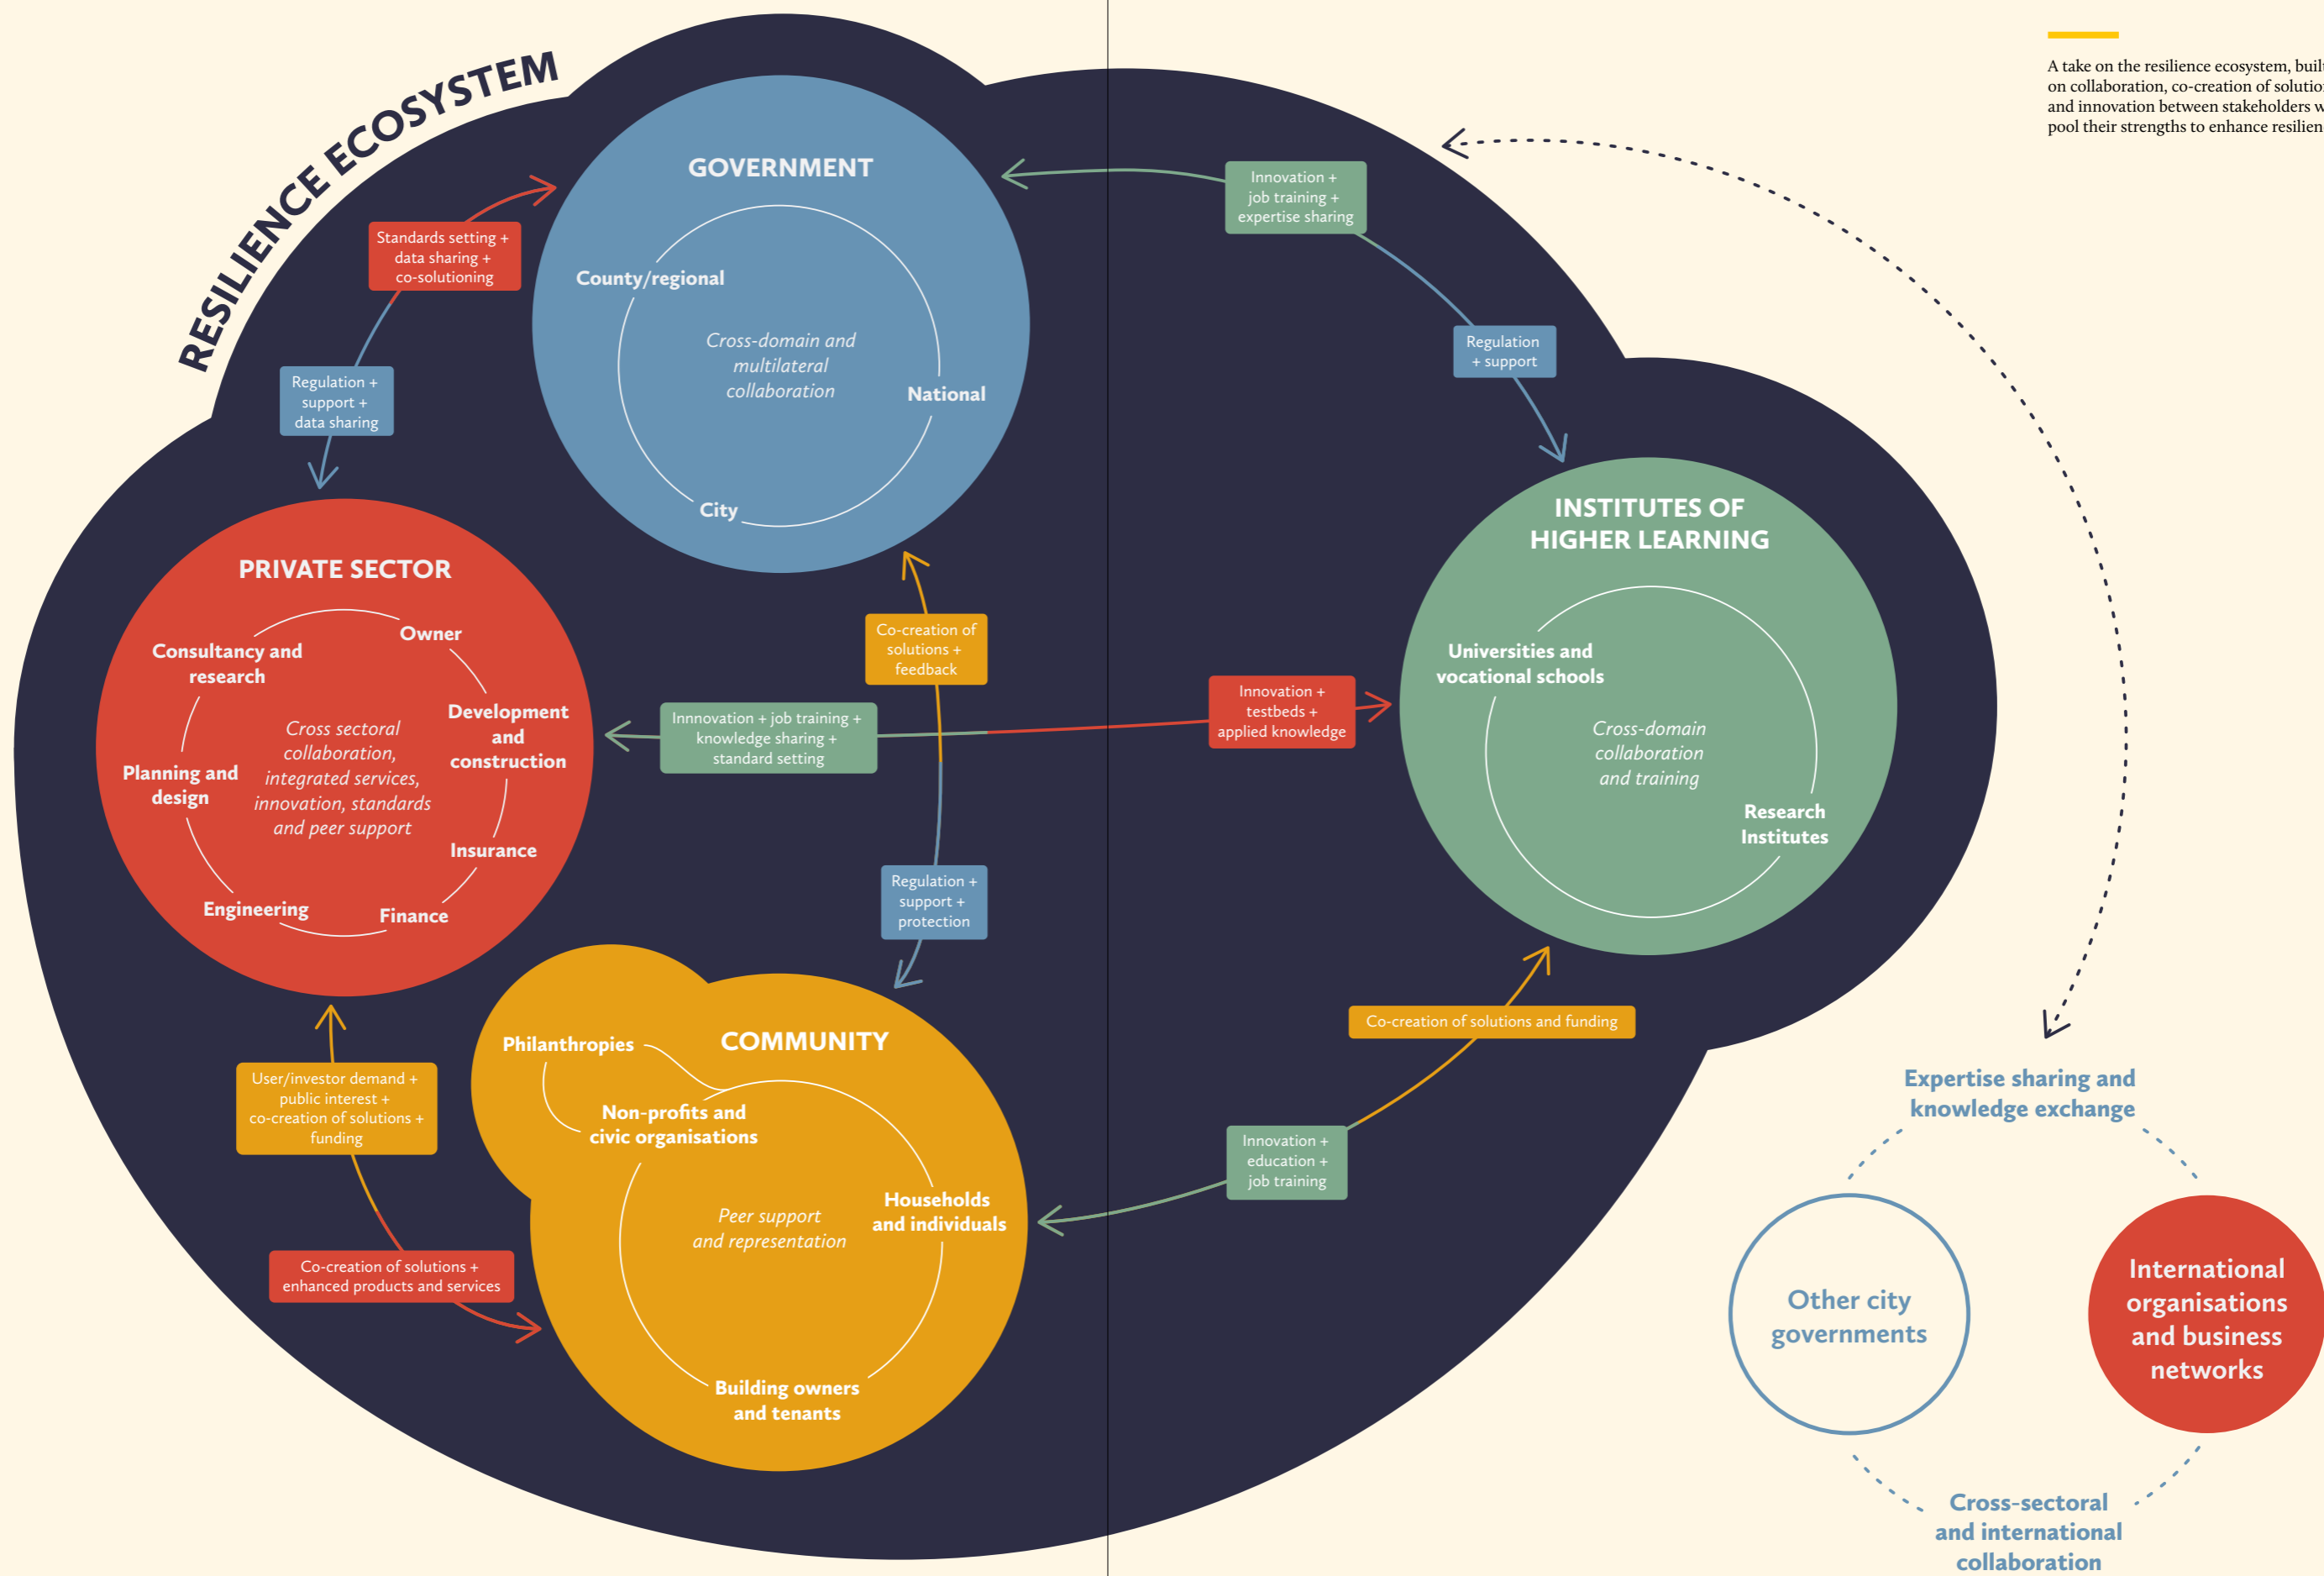 RESILIENCE ECOSYSTEM
A take on the resilience ecosystem, built
on collaboration, co-creation of
and innovation between stakeholders
pool their strengths to enhance
GOVERNMENT
County/regional
Cross-domain and
multilateral
collaboration
National
City
Standards setting +
data sharing +
co-solutioning
Regulation +
support +
data sharing
Innovation +
job training +
expertise sharing
Regulation
+ support
PRIVATE SECTOR
Owner
Consultancy and
research
Development
and
construction
Cross sectoral
collaboration,
integrated services,
innovation, standards
and peer support
Planning and
design
Insurance
Engineering
Finance
Co-creation of
solutions +
feedback
Innnovation + job training +
knowledge sharing +
standard setting
Innovation +
testbeds +
applied knowledge
Regulation +
support +
protection
INSTITUTES OF
HIGHER LEARNING
Universities and
vocational schools
Cross-domain
collaboration
and training
Research
Institutes
COMMUNITY
Philanthropies
Non-profits and
civic organisations
Households
and individuals
Peer support
and representation
Building owners
and tenants
User/investor demand +
public interest +
co-creation of solutions +
funding
Co-creation of solutions +
enhanced products and services
Co-creation of solutions and funding
Innovation +
education +
job training
Expertise sharing and
knowledge exchange
Other city
governments
International
organisations
and business
networks
Cross-sectoral
and international
collaboration